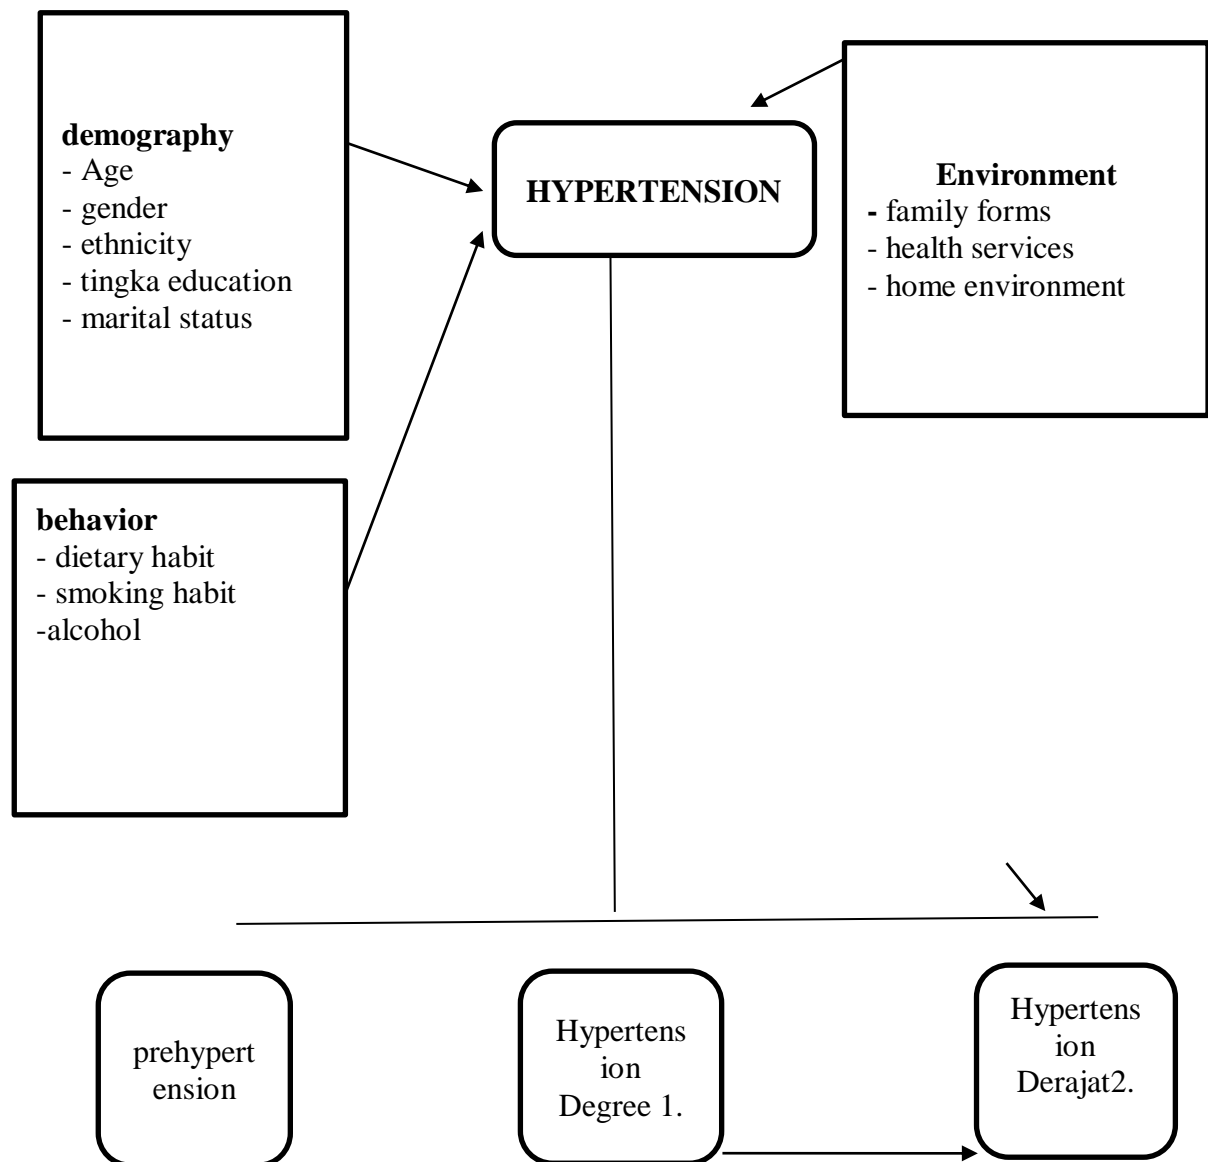 demography
- Age
- gender
- ethnicity
- tingka education
- marital status
HYPERTENSION
Environment
- family forms
- health services
- home environment
behavior
- dietary habit
- smoking habit
-alcohol
prehypert
ension
Hypertens
ion
Degree 1.
Hypertens
ion
Derajat2.